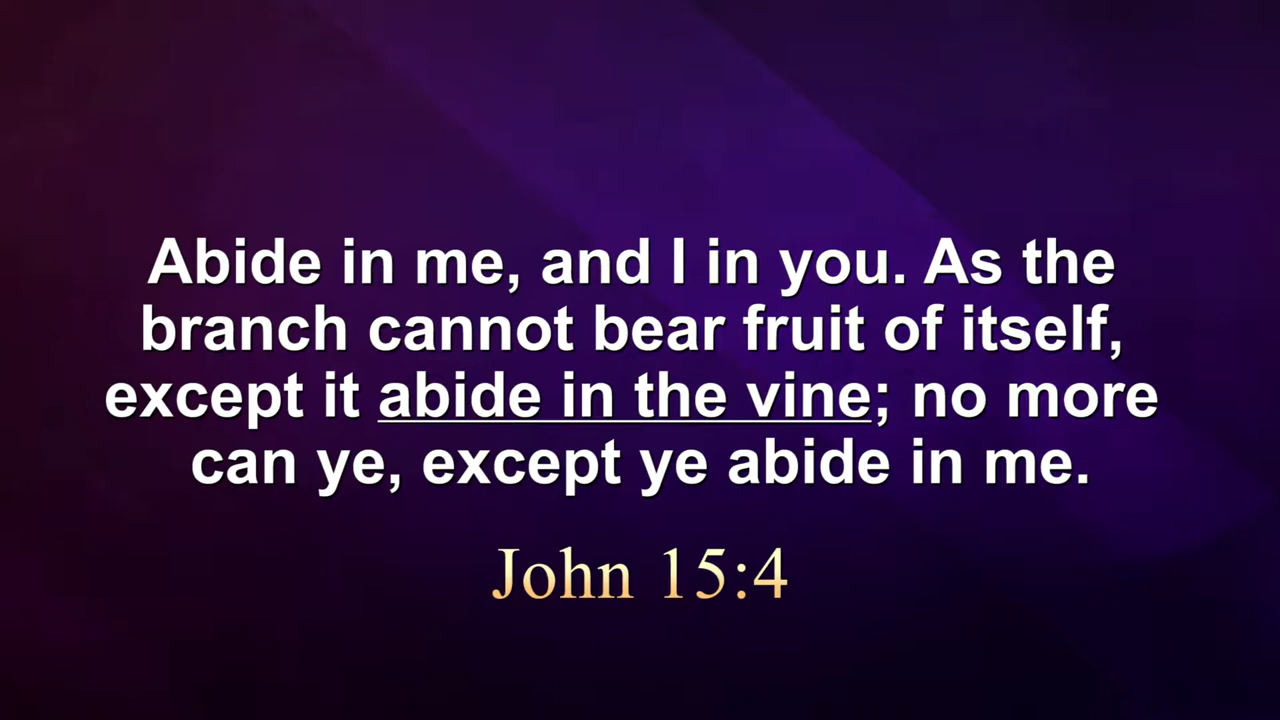 Abide in me, and I in you. As the
branch cannot bear fruit of itself,
except it abide in the vine; no more
can ye, except ye abide in me.
John 15:4